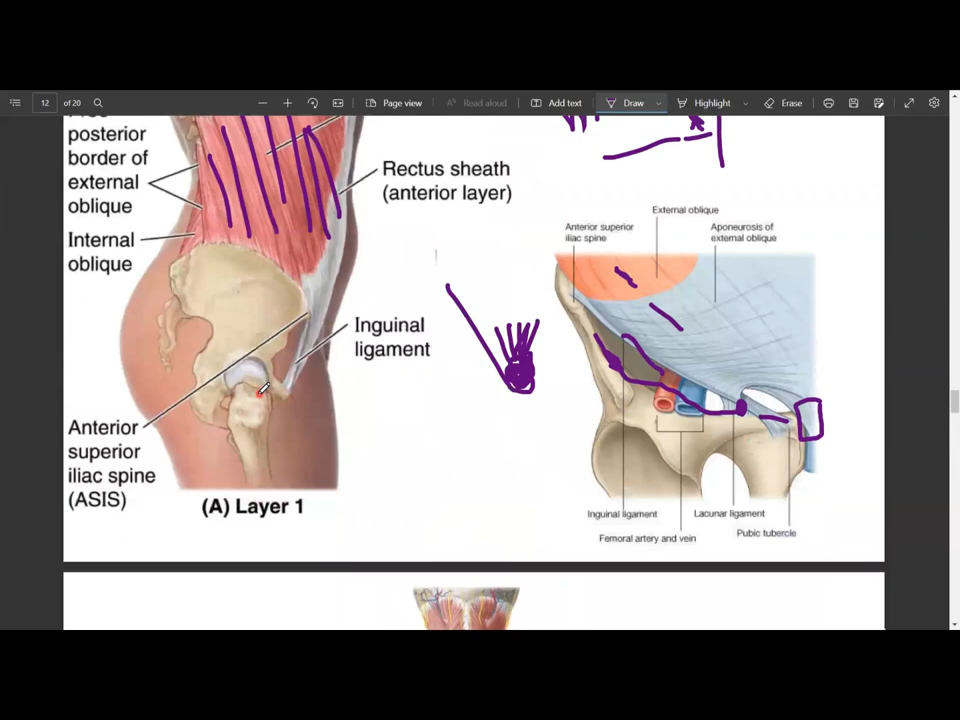 12 of 20
Page view
Read aloud
Add text
Draw
Highlight
Erase
posterior
border of
external
oblique
Internal
oblique
Rectus sheath
(anterior layer)
Inguinal
ligament
Anterior
superior
iliac spine
(ASIS)
(A) Layer 1
External oblique
Anterior superior
iliac spine
Aponeurosis of
external oblique
Inguinal ligament
Lacunar ligament
Femoral artery and vein
Pubic tubercle